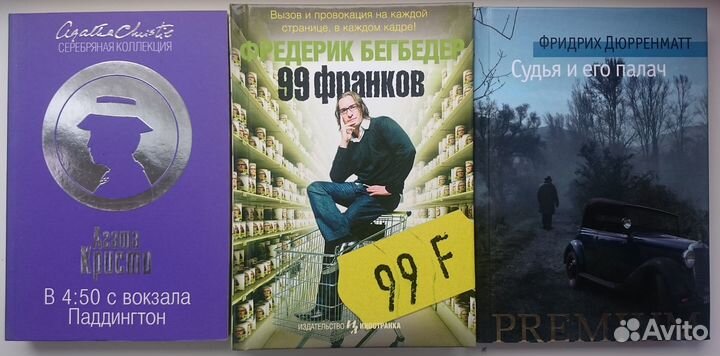 Agatha Christie
СЕРЕБРЯНАЯ КОЛЛЕКЦИЯ
Агата
Кристи
В 4:50 с вокзала
Паддингтон
Вызов и провокация на каждой
странице, в каждом кадре!
ФРЕДЕРИК БЕГБЕДЕР
99 франков
99 F
ИЗДАТЕЛЬСТВО ИНОСТРАНКА
ФРИДРИХ ДЮРРЕНМАТТ
Судья и его палач
PREMIUM
Avito